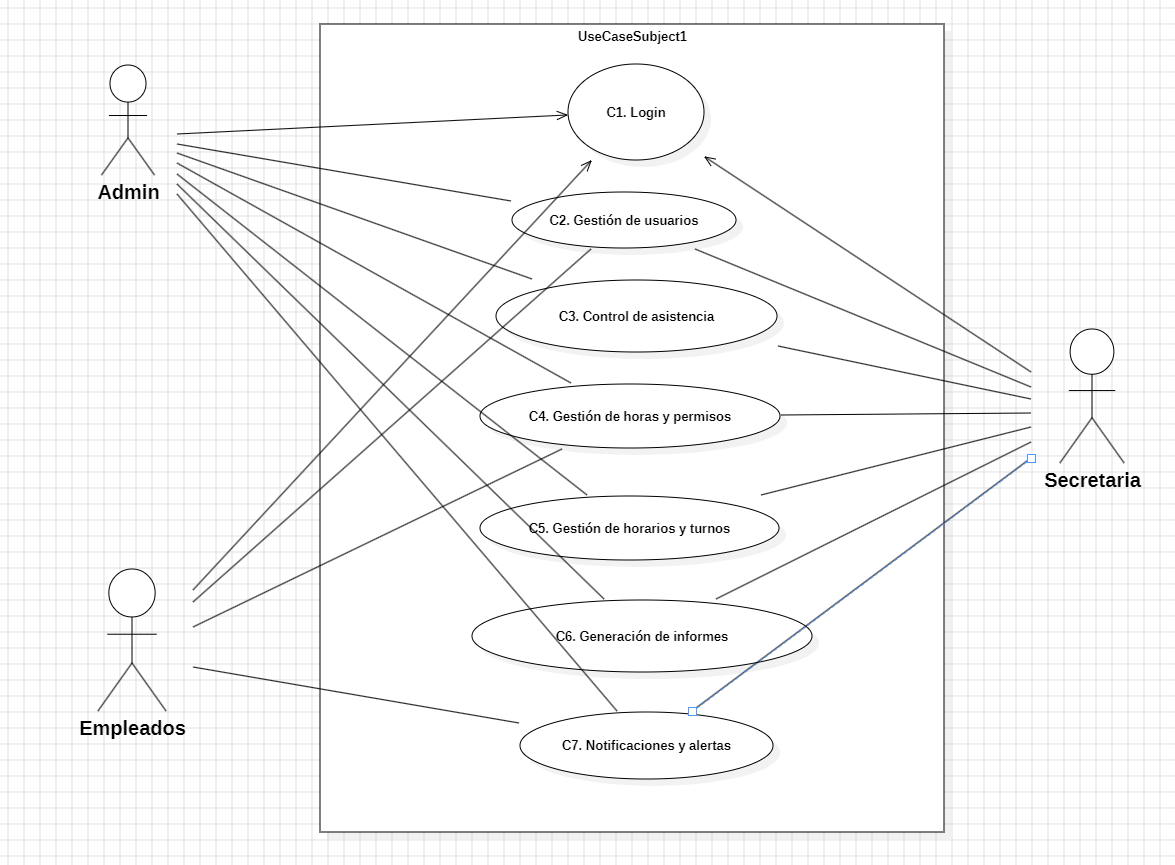 UseCaseSubject1
C1. Login
Admin
C2. Gestión de usuarios
C3. Control de asistencia
C4. Gestión de horas y permisos
Secretaria
C5. Gestión de horarios y turnos
C6. Generación de informes
Empleados
C7. Notificaciones y alertas